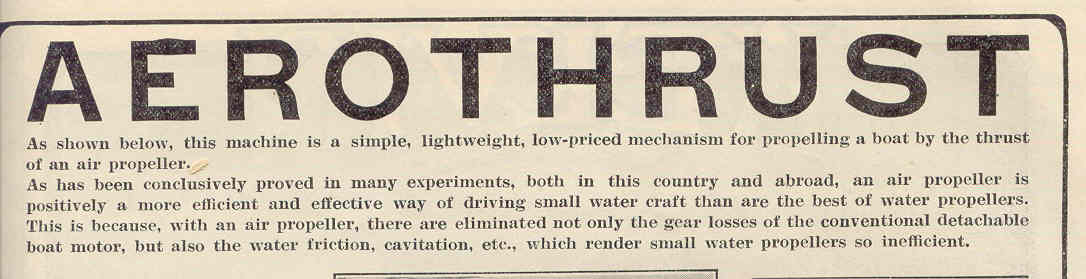 AEROTHRUST
As shown below, this machine is a simple, lightweight, low-priced mechanism for propelling a boat by the thrust
of an air propeller.
As has been conclusively proved in many experiments, both in this country and abroad, an air propeller is
positively a more efficient and effective way of driving small water craft than are the best of water propellers.
This is because, with an air propeller, there are eliminated not only the gear losses of the conventional detachable
boat motor, but also the water friction, cavitation, etc., which render small water propellers so inefficient.